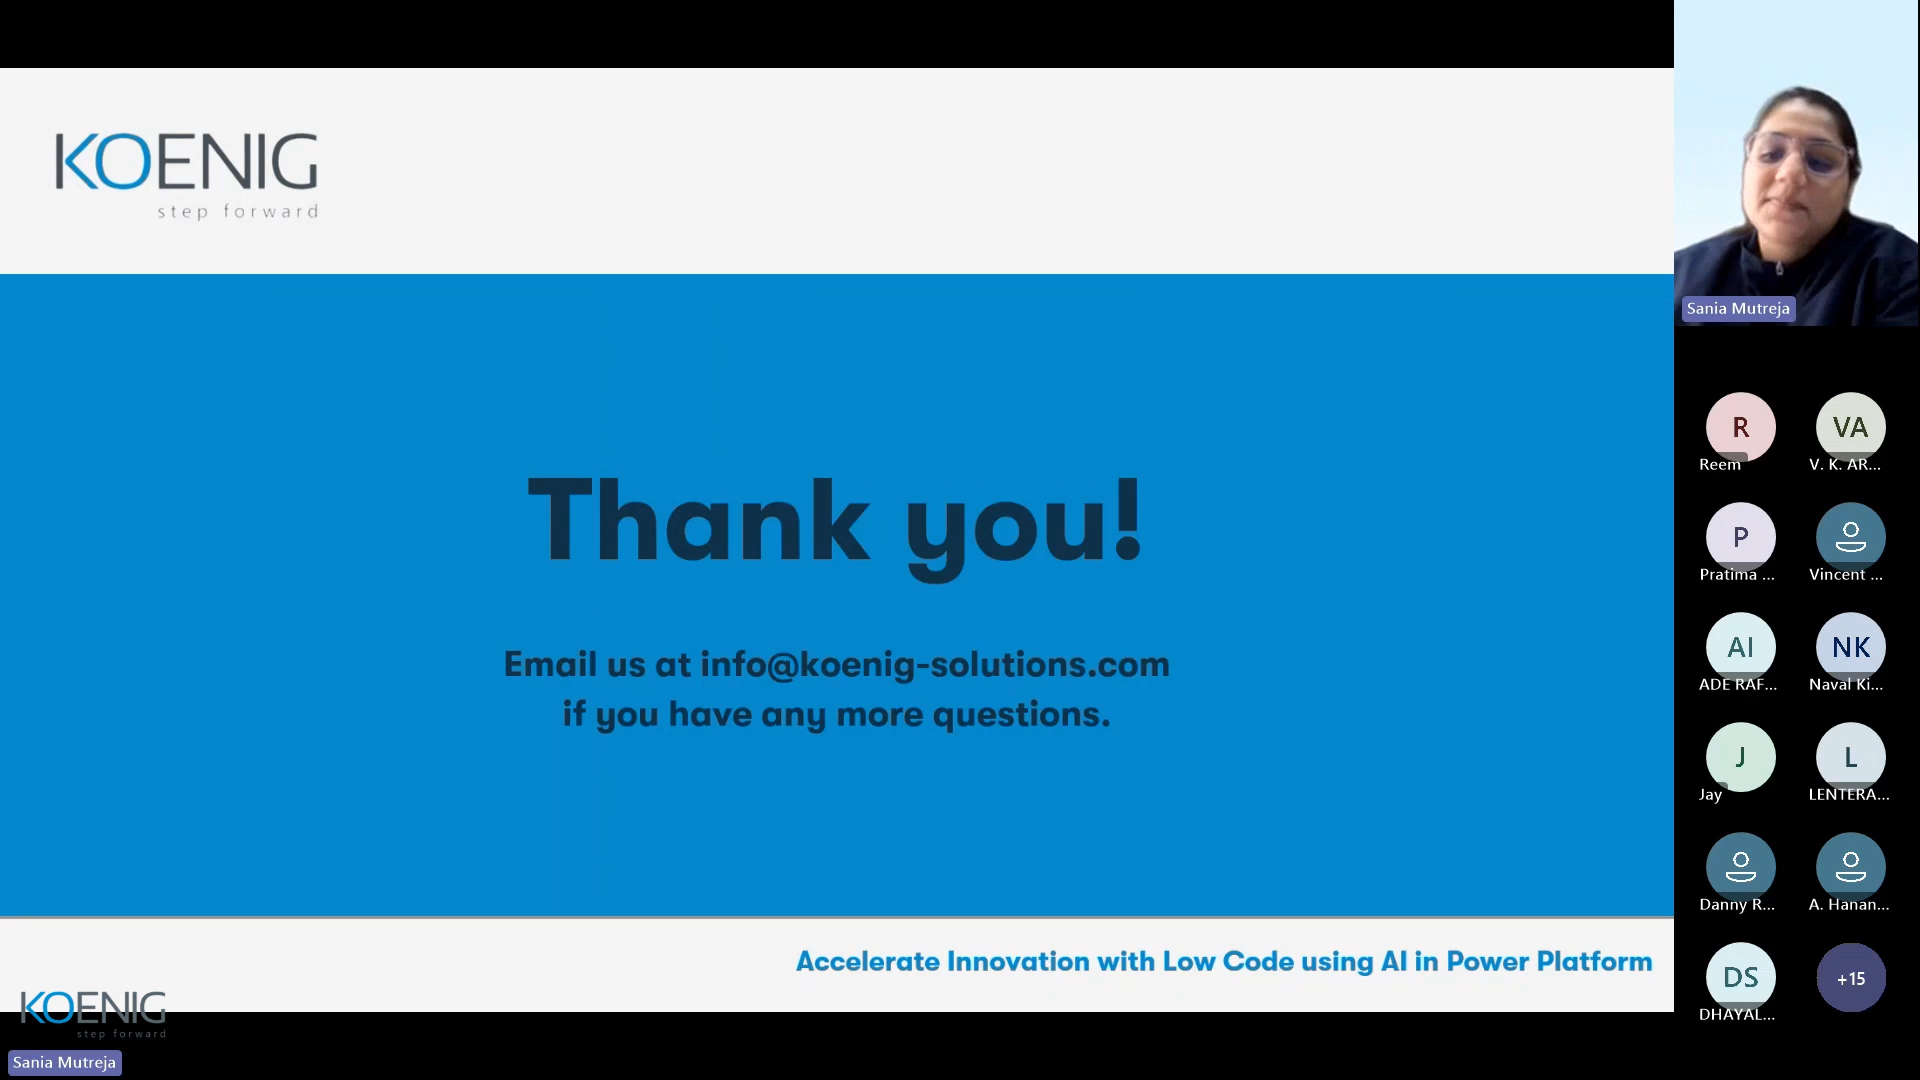 KOENIG
step forward
Thank you!
Email us at info@koenig-solutions.com
if you have any more questions.
Accelerate Innovation with Low Code using AI in Power Platform
KOENIG
step forward
Sania Mutreja
Sania Mutreja
R
VA
Reem
V. K. AR...
P
Pratima ...
Vincent ...
AI
NK
ADE RAF...
Naval Ki...
J
L
Jay
LENTERA...
Danny R...
A. Hanan...
DS
+15
DHAYAL...